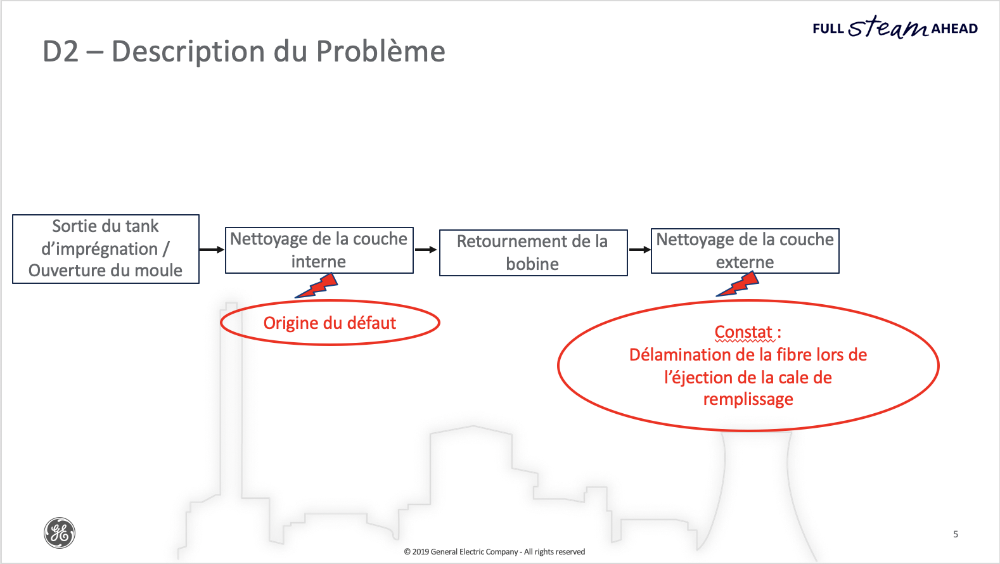 FULL steam AHEAD
D2 – Description du Problème
Sortie du tank
d’imprégnation /
Ouverture du moule
Nettoyage de la couche
interne
Retournement de la
bobine
Nettoyage de la couche
externe
Origine du défaut
Constat :
Délamination de la fibre lors de
l’éjection de la cale de
remplissage
GE
5
© 2019 General Electric Company - All rights reserved